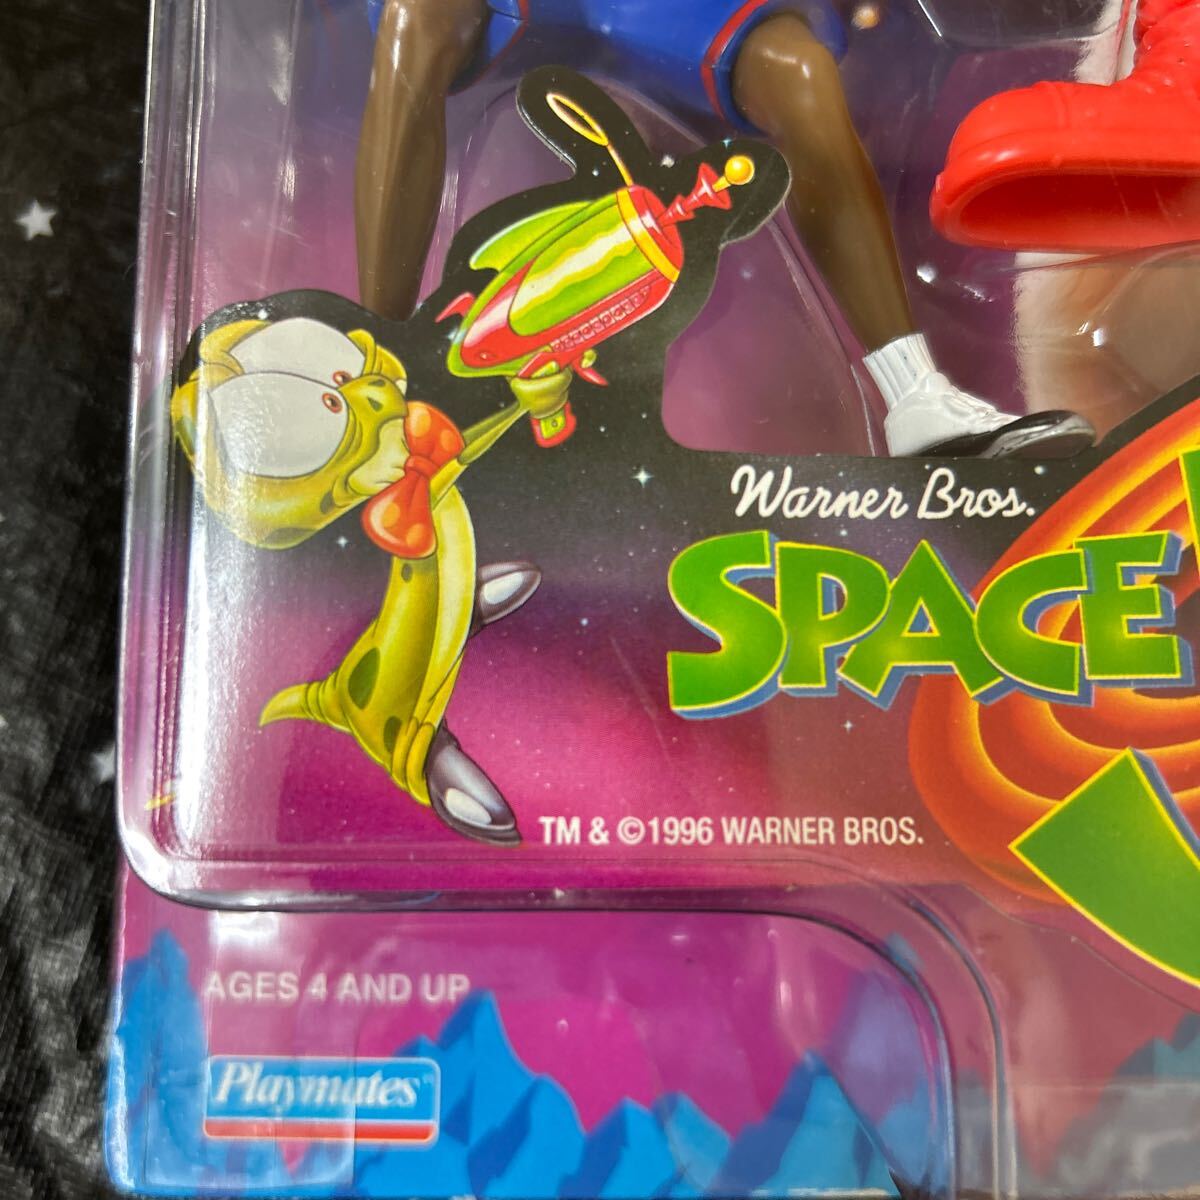 Warner Bros.
SPACE
J
TM & ©1996 WARNER BROS.
AGES 4 AND UP
Playmates